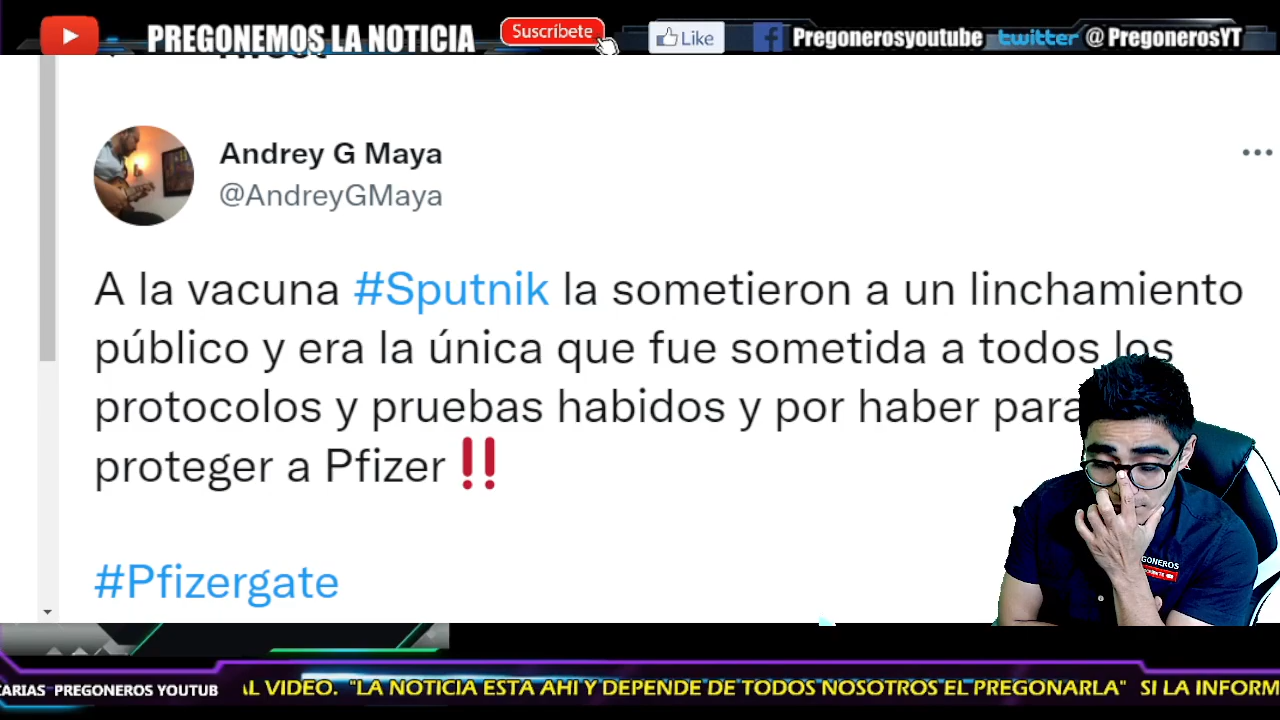 PREGONEMOS LA NOTICIA Suscríbete Like Pregonerosyoutube twitter @PregonerosYT
Andrey G Maya
@AndreyGMaya
A la vacuna #Sputnik la sometieron a un linchamiento
público y era la única que fue sometida a todos los
protocolos y pruebas habidos y por haber para
proteger a Pfizer‼
#Pfizergate
CARIAS PREGONEROS YOUTUB AL VIDEO. "LA NOTICIA ESTA AHI Y DEPENDE DE TODOS NOSOTROS EL PREGONARLA" SI LA INFORM